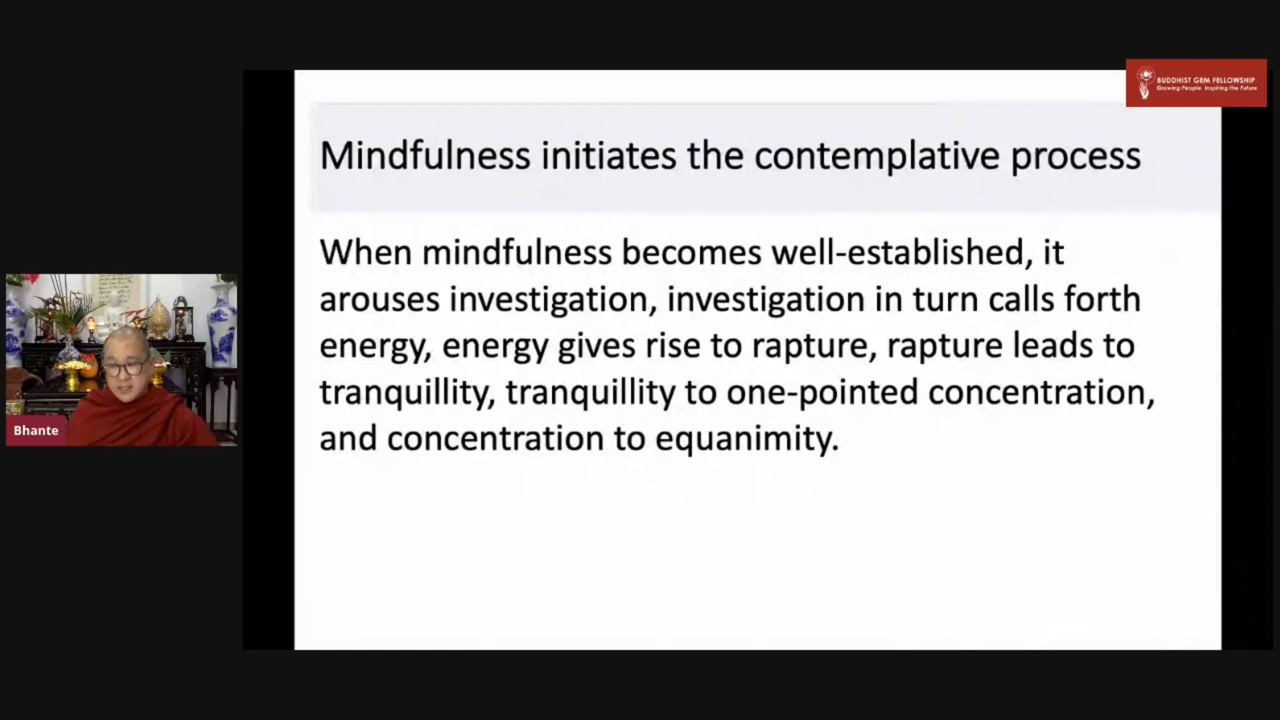 BUDDHIST GEM FELLOWSHIP
Growing People, Inspiring the Future
Mindfulness initiates the contemplative process
When mindfulness becomes well-established, it
arouses investigation, investigation in turn calls forth
energy, energy gives rise to rapture, rapture leads to
tranquillity, tranquillity to one-pointed concentration,
and concentration to equanimity.
Bhante